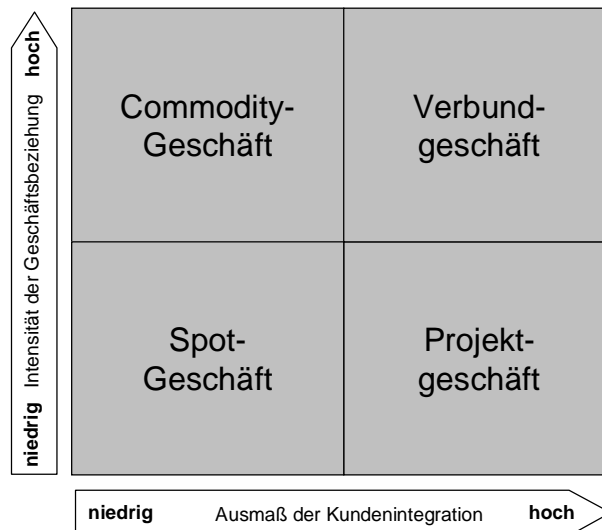 hoch
Intensität der Geschäftsbeziehung
niedrig
Commodity-
Geschäft
Verbund-
geschäft
Spot-
Geschäft
Projekt-
geschäft
niedrig Ausmaß der Kundenintegration hoch